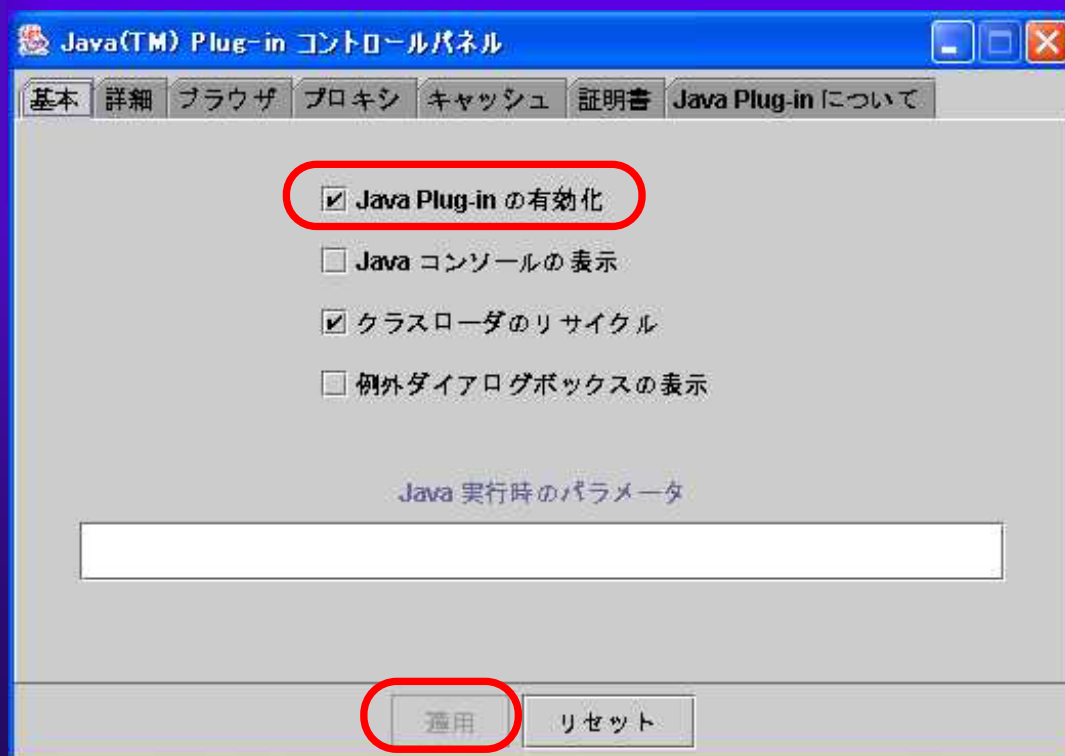 Java(TM) Plug-in コントロールパネル
基本 詳細 ブラウザ プロキシ キャッシュ 証明書 Java Plug-in について
Java Plug-in の有効化
Java コンソールの表示
クラスローダのリサイクル
例外ダイアログボックスの表示
Java 実行時のパラメータ
適用 リセット